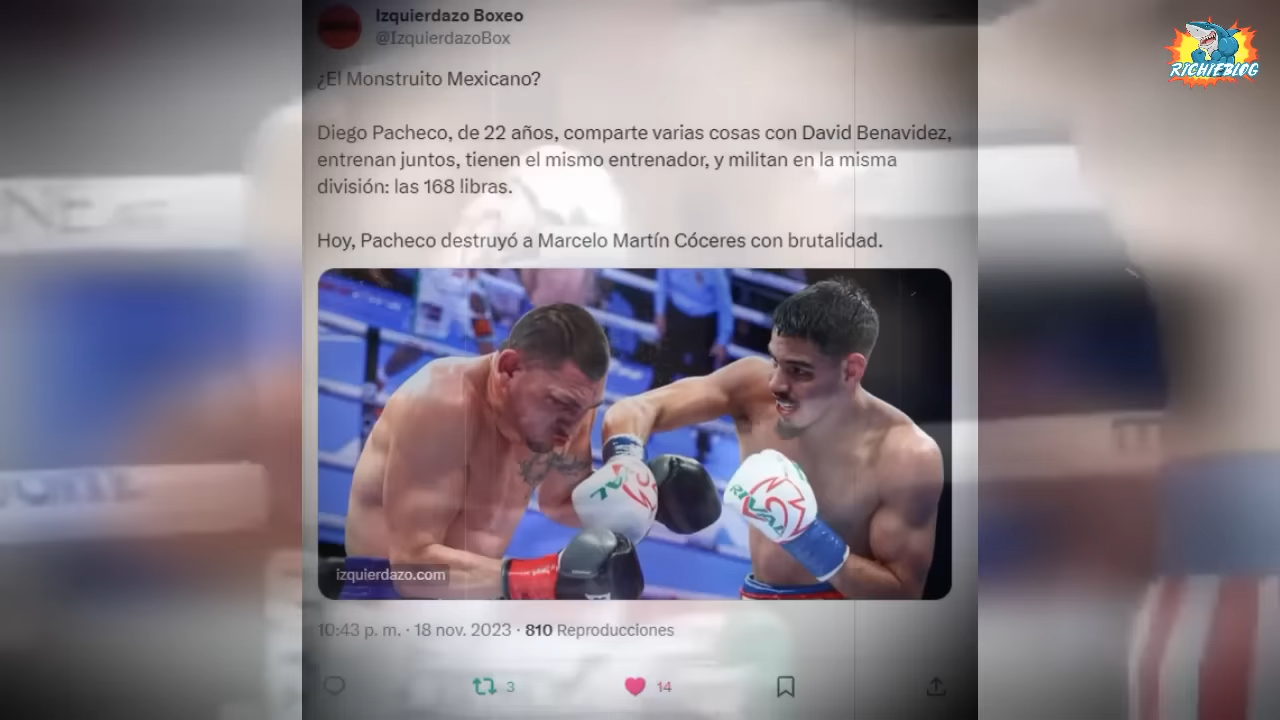 Izquierdazo Boxeo
@IzquierdazoBox
RICHIEBLOG
¿El Monstruito Mexicano?
Diego Pacheco, de 22 años, comparte varias cosas con David Benavidez,
entrenan juntos, tienen el mismo entrenador, y militan en la misma
división: las 168 libras.
Hoy, Pacheco destruyó a Marcelo Martín Cóceres con brutalidad.
RIVAL
izquierdazo.com
10:43 p. m. · 18 nov. 2023 · 810 Reproducciones
3
14